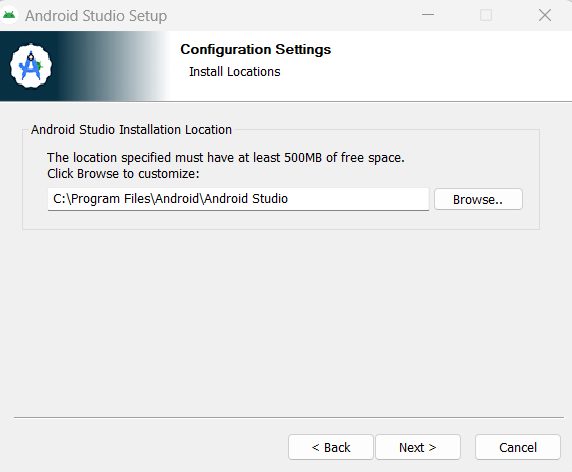 Android Studio Setup
Configuration Settings
Install Locations
Android Studio Installation Location
The location specified must have at least 500MB of free space.
Click Browse to customize:
C:\Program Files\Android\Android Studio
Browse..
< Back
Next >
Cancel